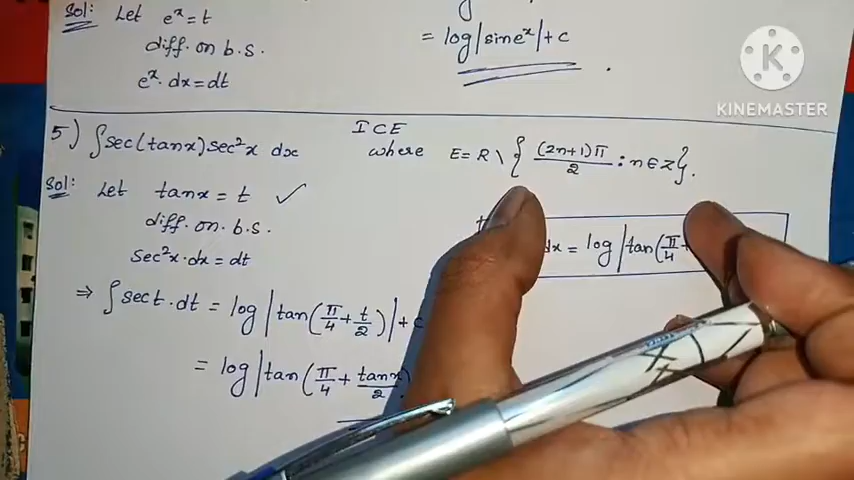 Sol: Let e^x = t
diff. on b.s.
e^x. dx = dt
= log|sin e^x| + c
KINEMASTER
5) ∫sec(tanx) sec²x dx I C E where E = R \ { (2n+1)π/2 : n ∈ Z }.
Sol: Let tanx = t ✓
diff. on. b.s.
sec²x. dx = dt
dx = log|tan(π/4
⇒ ∫sec t. dt = log|tan(π/4 + t/2)| + c
= log|tan(π/4 + tanx/2)